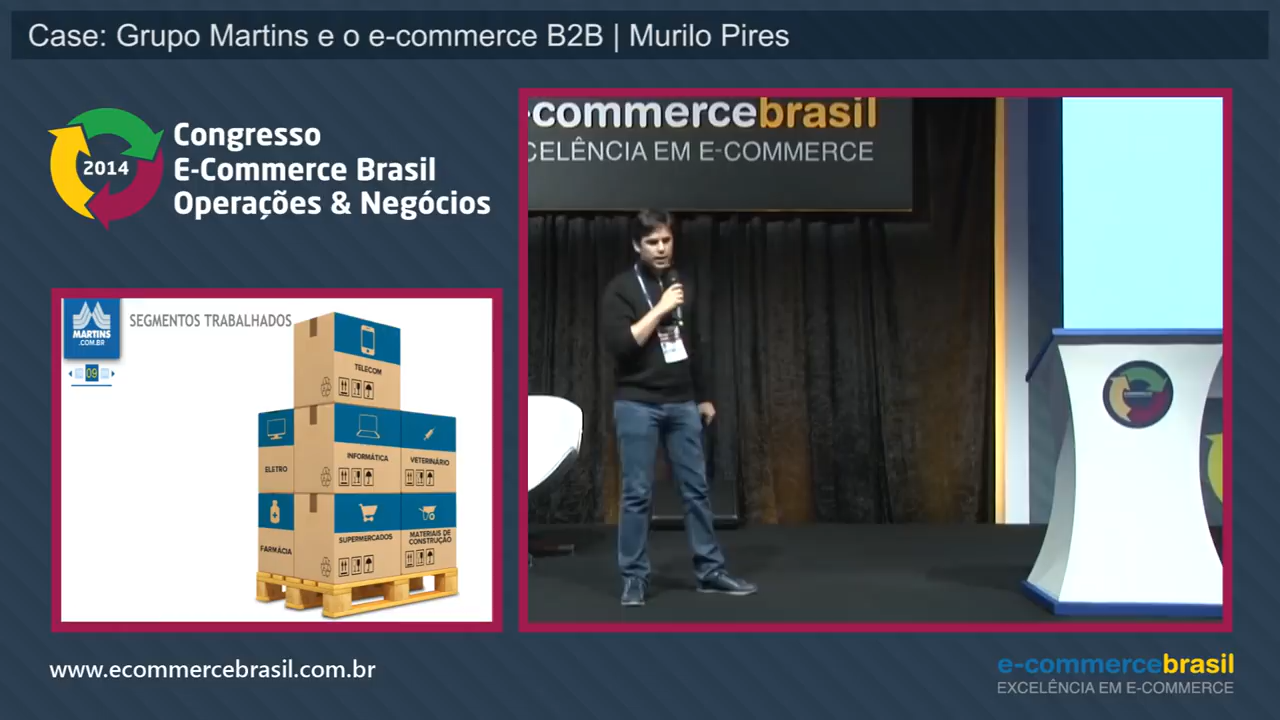 Case: Grupo Martins e o e-commerce B2B | Murilo Pires
2014
Congresso
E-Commerce Brasil
Operações & Negócios
-commercebrasil
CELÊNCIA EM E-COMMERCE
MARTINS
.COM.BR
SEGMENTOS TRABALHADOS
09
TELECOM
ELETRO
INFORMÁTICA
VETERINÁRIO
FARMÁCIA
SUPERMERCADOS
MATERIAIS DE
CONSTRUÇÃO
www.ecommercebrasil.com.br
e-commercebrasil
EXCELÊNCIA EM E-COMMERCE